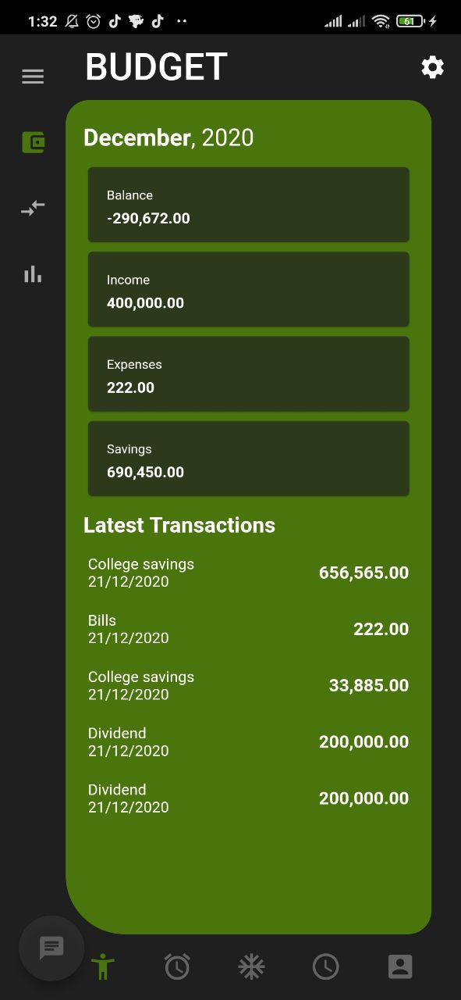 1:32
61
BUDGET
December, 2020
Balance
-290,672.00
Income
400,000.00
Expenses
222.00
Savings
690,450.00
Latest Transactions
College savings
21/12/2020
656,565.00
Bills
21/12/2020
222.00
College savings
21/12/2020
33,885.00
Dividend
21/12/2020
200,000.00
Dividend
21/12/2020
200,000.00